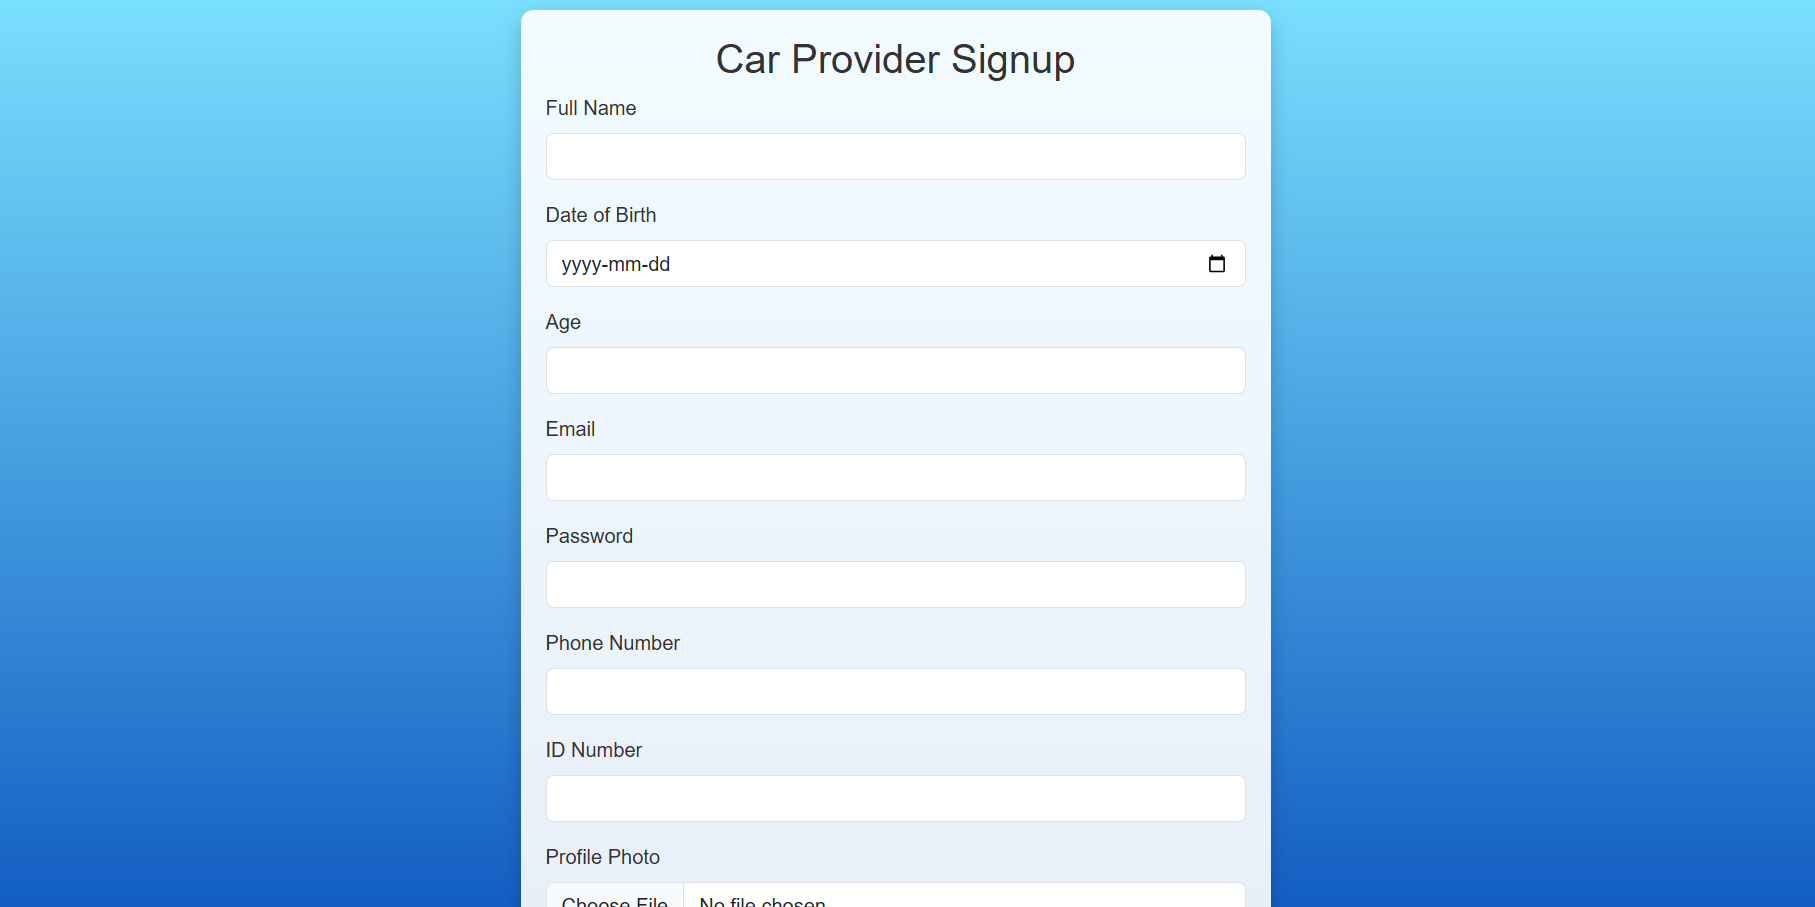 Car Provider Signup
Full Name
Date of Birth
yyyy-mm-dd
Age
Email
Password
Phone Number
ID Number
Profile Photo
Choose File No file chosen